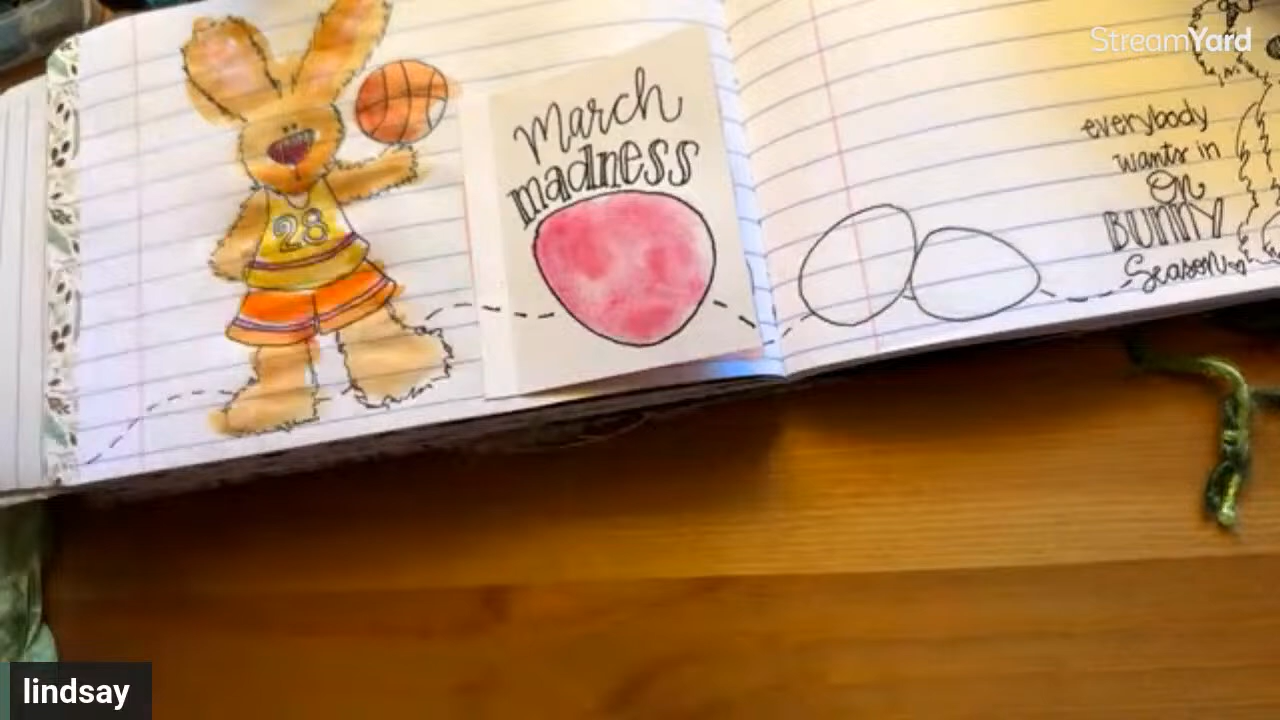 StreamYard
28
March
madness
everybody
wants in
on
BUNNY
Season
lindsay